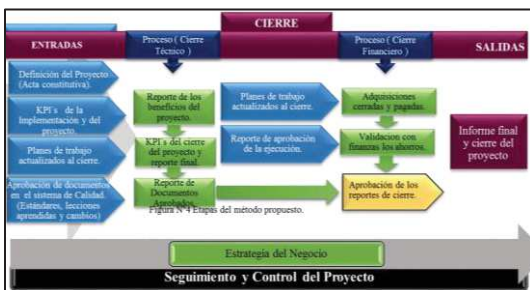 CIERRE
ENTRADAS
Proceso ( Cierre
Técnico )
Proceso ( Cierre
Financiero )
SALIDAS
Definición del Proyecto
(Acta constitutiva).
KPI´s de la
Implementación y del
proyecto.
Planes de trabajo
actualizados al cierre.
Aprobación de documentos
en el sistema de Calidad.
(Estándares, lecciones
aprendidas y cambios)
Reporte de los
beneficios del
proyecto.
KPI´s del cierre
del proyecto y
reporte final.
Reporte de
Documentos
Aprobados.
Planes de trabajo
actualizados al cierre.
Reporte de aprobación
de la ejecución.
Adquisiciones
cerradas y pagadas.
Validacion con
finanzas los ahorros.
Aprobación de los
reportes de cierre.
Informe final
y cierre del
proyecto
Figura N°4 Etapas del método propuesto.
Estrategia del Negocio
Seguimiento y Control del Proyecto